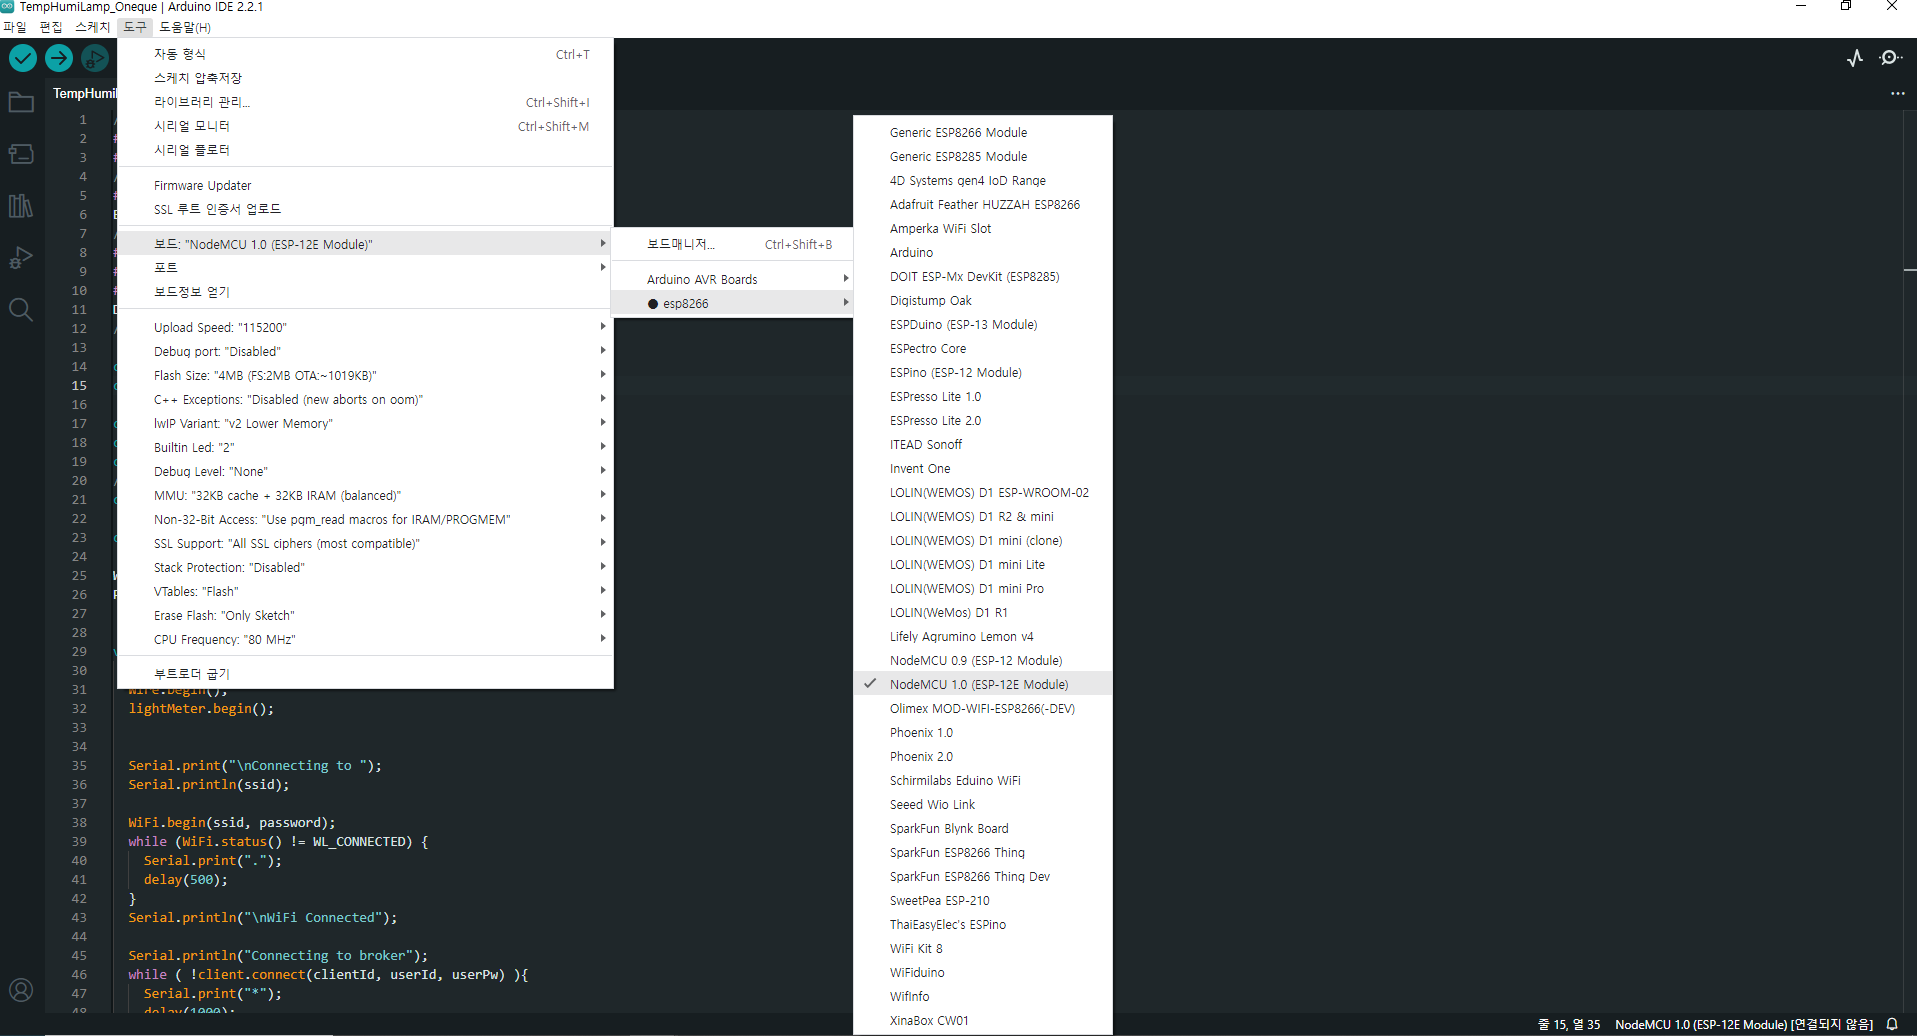 TempHumiLamp_Oneque | Arduino IDE 2.2.1
파일 편집 스케치 도구 도움말(H)
자동 형식 Ctrl+T
스케치 압축저장
라이브러리 관리... Ctrl+Shift+I
시리얼 모니터 Ctrl+Shift+M
시리얼 플로터
Firmware Updater
SSL 루트 인증서 업로드
보드: "NodeMCU 1.0 (ESP-12E Module)"
포트
보드정보 얻기
Upload Speed: "115200"
Debug port: "Disabled"
Flash Size: "4MB (FS:2MB OTA:~1019KB)"
C++ Exceptions: "Disabled (new aborts on oom)"
lwIP Variant: "v2 Lower Memory"
Builtin Led: "2"
Debug Level: "None"
MMU: "32KB cache + 32KB IRAM (balanced)"
Non-32-Bit Access: "Use pgm_read macros for IRAM/PROGMEM"
SSL Support: "All SSL ciphers (most compatible)"
Stack Protection: "Disabled"
VTables: "Flash"
Erase Flash: "Only Sketch"
CPU Frequency: "80 MHz"
부트로더 굽기
보드매니저... Ctrl+Shift+B
Arduino AVR Boards
● esp8266
Generic ESP8266 Module
Generic ESP8285 Module
4D Systems gen4 IoD Range
Adafruit Feather HUZZAH ESP8266
Amperka WiFi Slot
Arduino
DOIT ESP-Mx DevKit (ESP8285)
Digistump Oak
ESPDuino (ESP-13 Module)
ESPectro Core
ESPino (ESP-12 Module)
ESPresso Lite 1.0
ESPresso Lite 2.0
ITEAD Sonoff
Invent One
LOLIN(WEMOS) D1 ESP-WROOM-02
LOLIN(WEMOS) D1 R2 & mini
LOLIN(WEMOS) D1 mini (clone)
LOLIN(WEMOS) D1 mini Lite
LOLIN(WEMOS) D1 mini Pro
LOLIN(WeMos) D1 R1
Lifely Agrumino Lemon v4
NodeMCU 0.9 (ESP-12 Module)
✓ NodeMCU 1.0 (ESP-12E Module)
Olimex MOD-WIFI-ESP8266(-DEV)
Phoenix 1.0
Phoenix 2.0
Schirmilabs Eduino WiFi
Seeed Wio Link
SparkFun Blynk Board
SparkFun ESP8266 Thing
SparkFun ESP8266 Thing Dev
SweetPea ESP-210
ThaiEasyElec's ESPino
WiFi Kit 8
WiFiduino
WifInfo
XinaBox CW01
TempHumi
1 /
2 #
3 #
4 /
5 #
6
7 /
8 #
9 #
10 #
11
12 /
13
14
15
16
17
18
19
20 /
21
22
23
24
25
26
27
28
29
30
31 Wire.begin();
32 lightMeter.begin();
33
34
35 Serial.print("\nConnecting to ");
36 Serial.println(ssid);
37
38 WiFi.begin(ssid, password);
39 while (WiFi.status() != WL_CONNECTED) {
40 Serial.print(".");
41 delay(500);
42 }
43 Serial.println("\nWiFi Connected");
44
45 Serial.println("Connecting to broker");
46 while ( !client.connect(clientId, userId, userPw) ){
47 Serial.print("*");
48 delay(1000);
줄 15, 열 35 NodeMCU 1.0 (ESP-12E Module) [연결되지 않음]